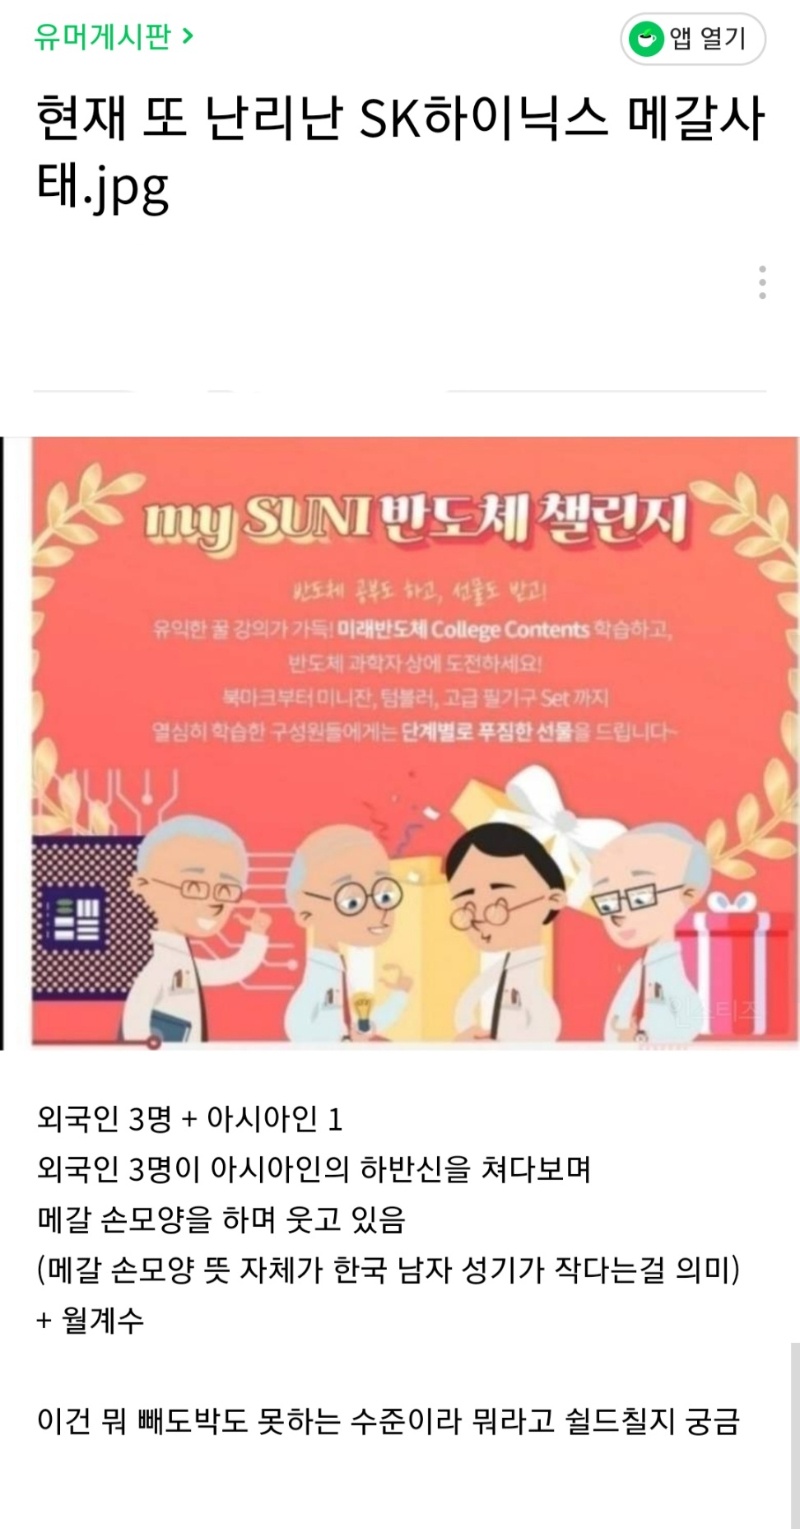 유머게시판 >
앱 열기
현재 또 난리난 SK하이닉스 메갈사
태.jpg
my SUNI 반도체 챌린지
반도체 공부도 하고, 선물도 받고!
유익한 꿀 강의가 가득! 미래반도체 College Contents 학습하고,
반도체 과학자상에 도전하세요!
북마크부터 미니잔, 텀블러, 고급 필기구 Set 까지
열심히 학습한 구성원들에게는 단계별로 푸짐한 선물을 드립니다~
인스티즈
외국인 3명 + 아시아인 1
외국인 3명이 아시아인의 하반신을 쳐다보며
메갈 손모양을 하며 웃고 있음
(메갈 손모양 뜻 자체가 한국 남자 성기가 작다는걸 의미)
+ 월계수
이건 뭐 빼도박도 못하는 수준이라 뭐라고 쉴드칠지 궁금